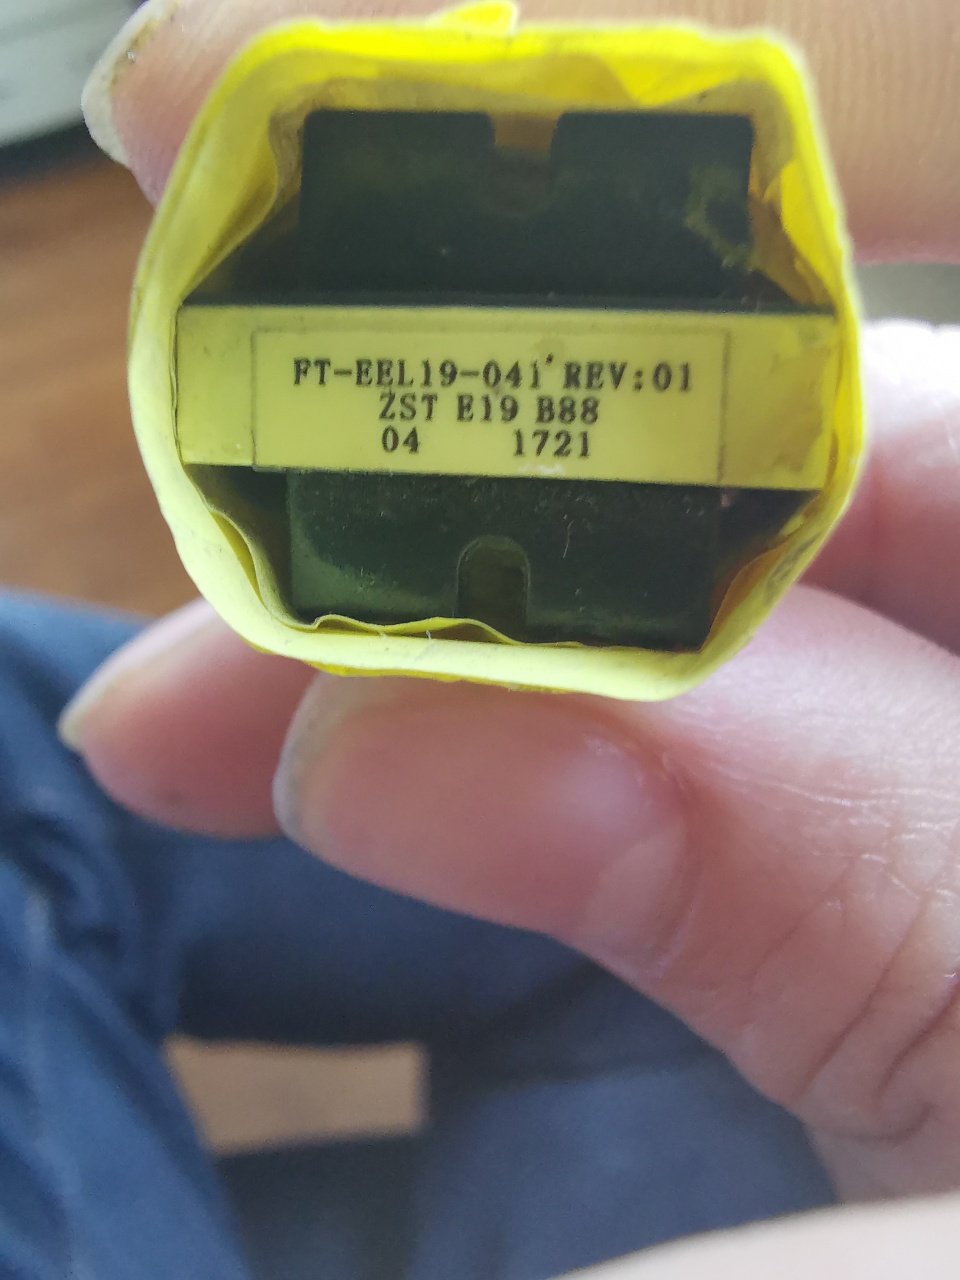 FT-EEL19-041 REV:01
ZST E19 B88
04 1721